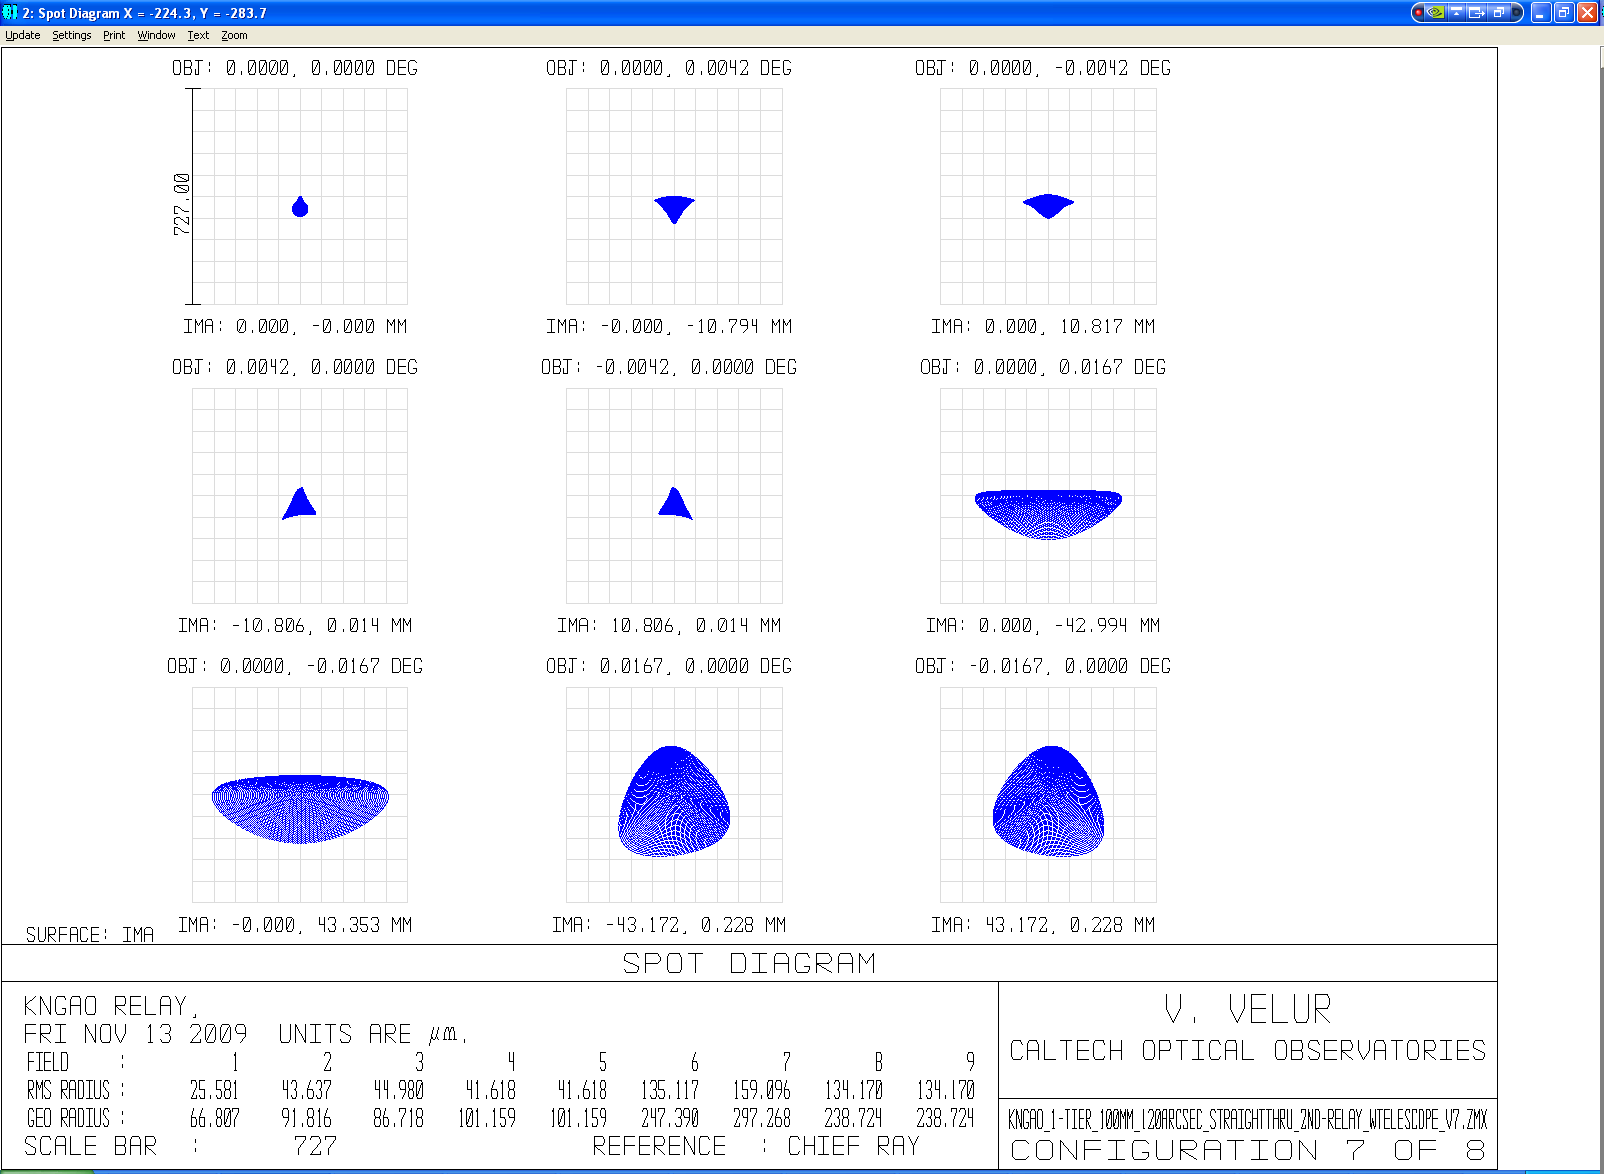 2: Spot Diagram X = -224.3, Y = -283.7
Update Settings Print Window Text Zoom
OBJ: 0.0000, 0.0000 DEG
OBJ: 0.0000, 0.0042 DEG
OBJ: 0.0000, -0.0042 DEG
727.00
IMA: 0.000, -0.000 MM
IMA: -0.000, -10.794 MM
IMA: 0.000, 10.817 MM
OBJ: 0.0042, 0.0000 DEG
OBJ: -0.0042, 0.0000 DEG
OBJ: 0.0000, 0.0167 DEG
IMA: -10.806, 0.014 MM
IMA: 10.806, 0.014 MM
IMA: 0.000, -42.994 MM
OBJ: 0.0000, -0.0167 DEG
OBJ: 0.0167, 0.0000 DEG
OBJ: -0.0167, 0.0000 DEG
IMA: -0.000, 43.353 MM
IMA: -43.172, 0.228 MM
IMA: 43.172, 0.228 MM
SURFACE: IMA
SPOT DIAGRAM
KNGAO RELAY,
FRI NOV 13 2009 UNITS ARE µm.
FIELD : 1 2 3 4 5 6 7 8 9
RMS RADIUS : 25.581 43.637 44.980 41.618 41.618 135.117 159.096 134.170 134.170
GEO RADIUS : 66.807 91.816 86.718 101.159 101.159 247.390 297.268 238.724 238.724
SCALE BAR : 727 REFERENCE : CHIEF RAY
V. VELUR
CALTECH OPTICAL OBSERVATORIES
KNGAO_1-TIER_100MM_120ARCSEC_STRAIGHTTHRU_2ND-RELAY_WTELESCOPE_V7.ZMX
CONFIGURATION 7 OF 8